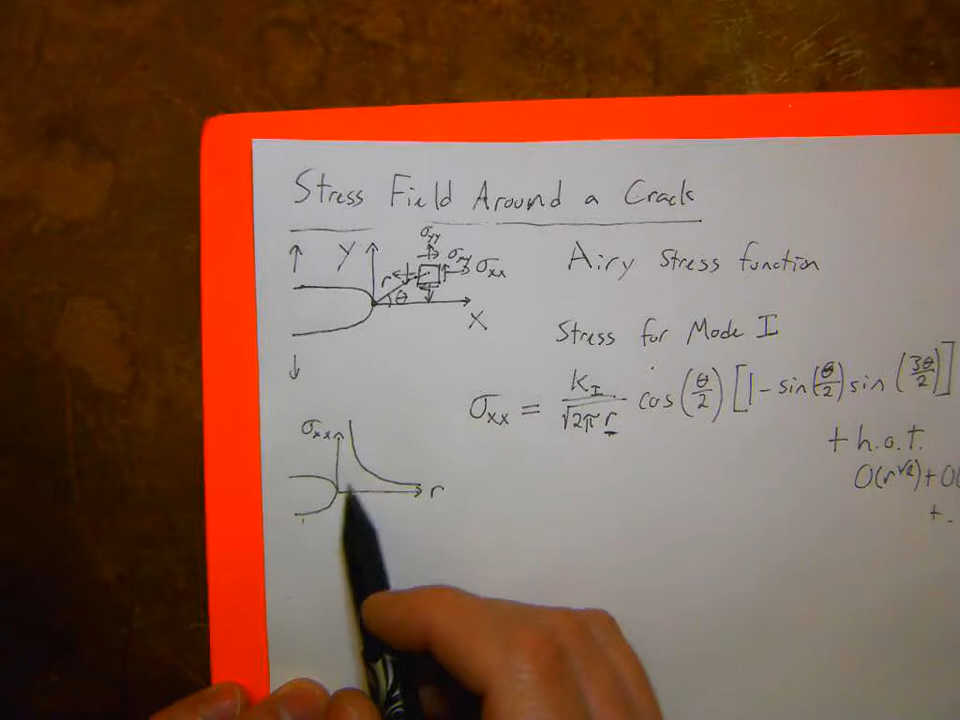 Stress Field Around a Crack
Y σyy σxy σxx
r θ
X
Airy Stress function
Stress for Mode I
σxx = K_I / √2πr cos(θ/2) [1 - sin(θ/2) sin(3θ/2)]
+ h.o.t.
O(r^1/2) + O(
+ .
σxx
r